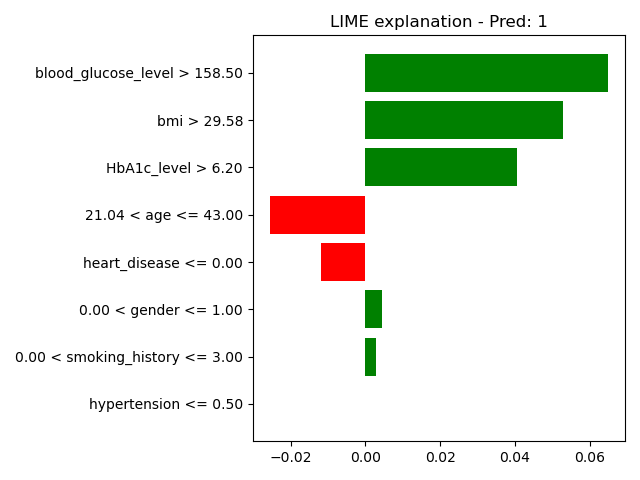 LIME explanation - Pred: 1
blood_glucose_level > 158.50
bmi > 29.58
HbA1c_level > 6.20
21.04 < age <= 43.00
heart_disease <= 0.00
0.00 < gender <= 1.00
0.00 < smoking_history <= 3.00
hypertension <= 0.50
−0.02 0.00 0.02 0.04 0.06